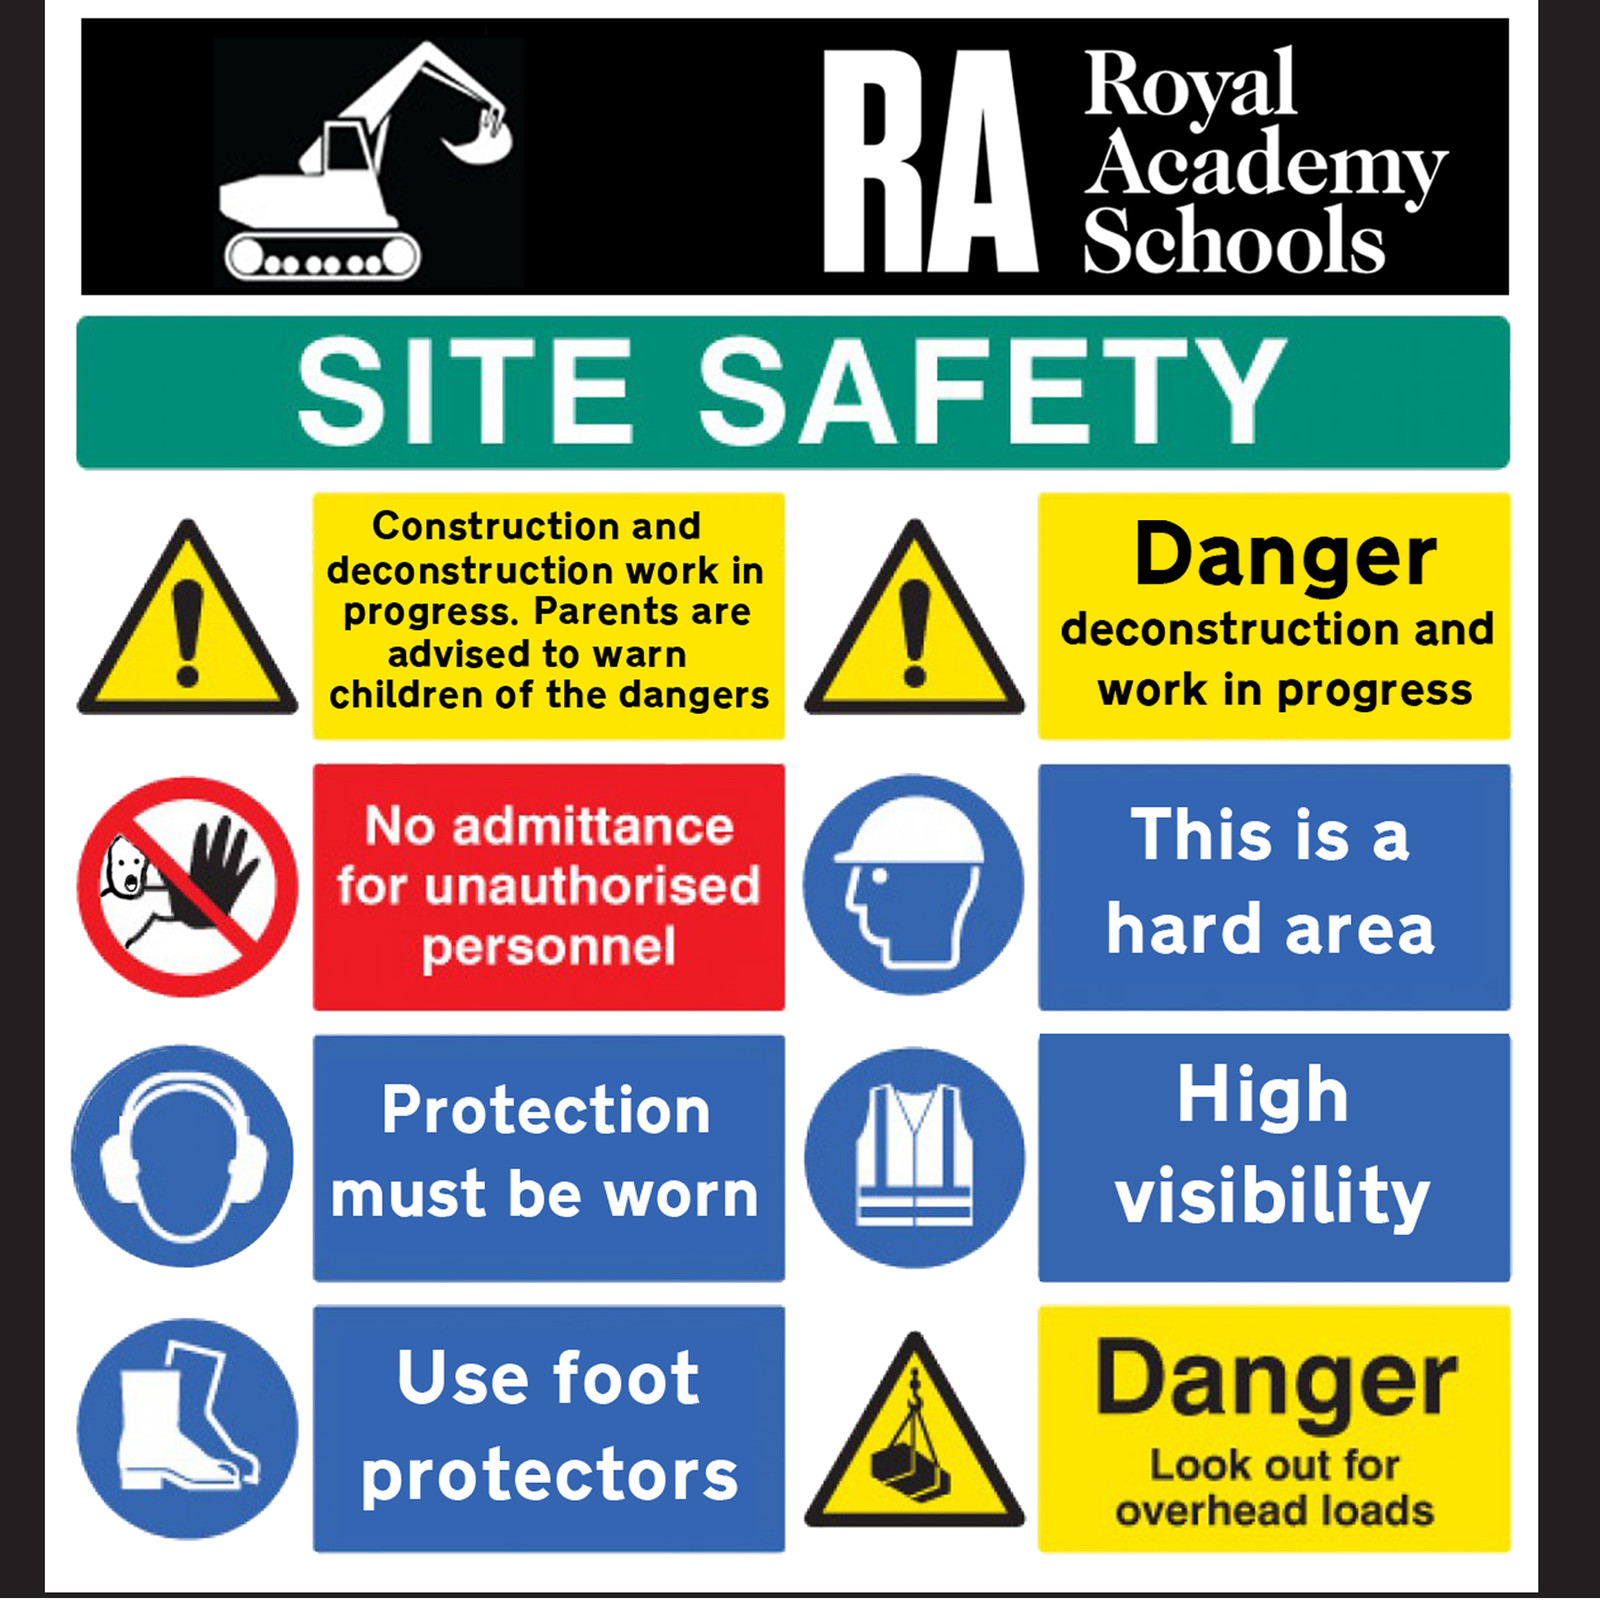 RA
Royal
Academy
Schools
SITE SAFETY
Construction and
deconstruction work in
progress. Parents are
advised to warn
children of the dangers
Danger
deconstruction and
work in progress
No admittance
for unauthorised
personnel
This is a
hard area
Protection
must be worn
High
visibility
Use foot
protectors
Danger
Look out for
overhead loads